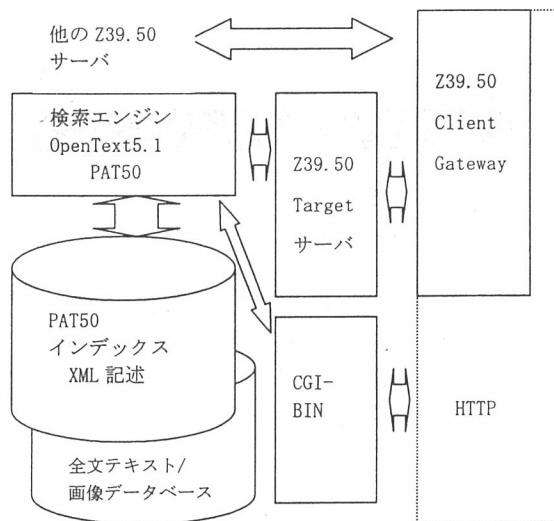 他の Z39.50
サーバ
検索エンジン
OpenText5.1
PAT50
Z39.50
Target
サーバ
Z39.50
Client
Gateway
PAT50
インデックス
XML 記述
全文テキスト/
画像データベース
CGI-
BIN
HTTP